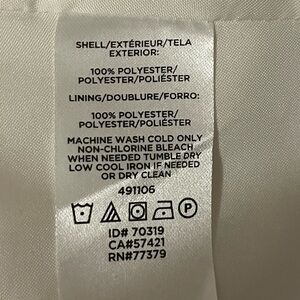 SHELL/EXTÉRIEUR/TELA
EXTERIOR:
100% POLYESTER/
POLYESTER/POLIÉSTER
LINING/DOUBLURE/FORRO:
100% POLYESTER/
POLYESTER/POLIÉSTER
MACHINE WASH COLD ONLY
NON-CHLORINE BLEACH
WHEN NEEDED TUMBLE DRY
LOW COOL IRON IF NEEDED
OR DRY CLEAN
491106
P
ID# 70319
CA#57421
RN#77379